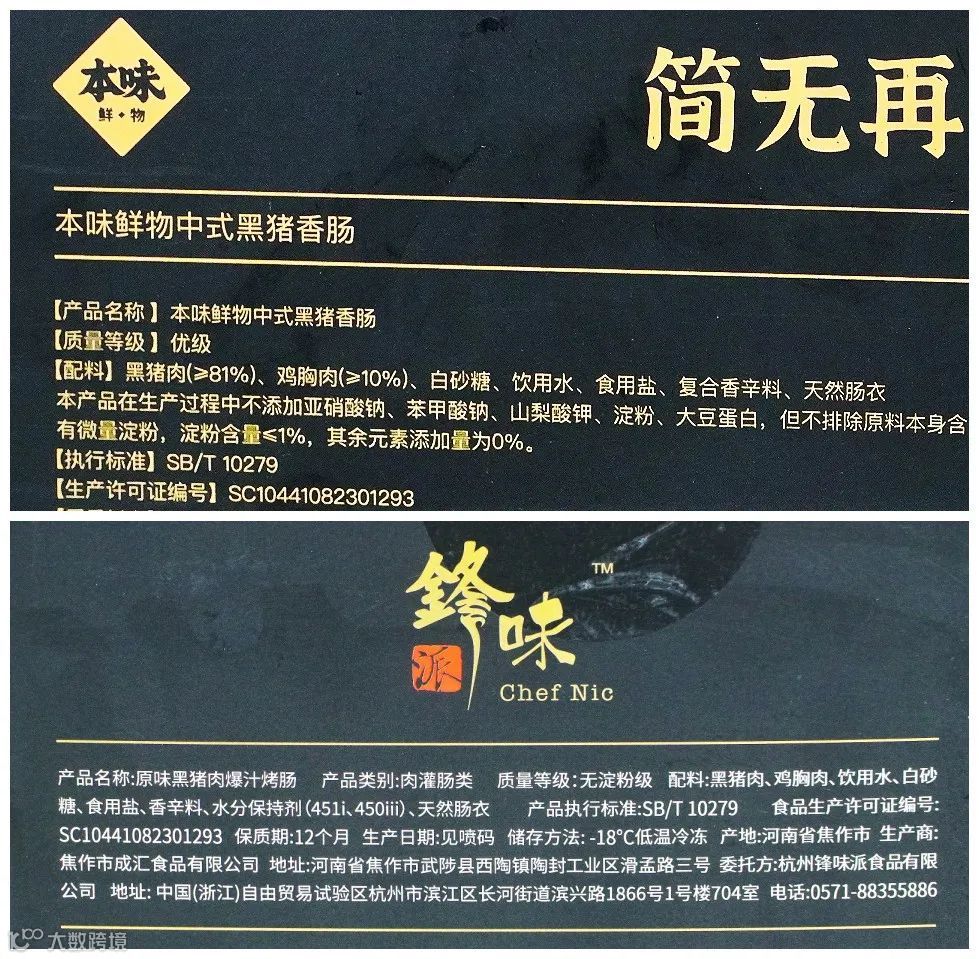 本味
鲜·物
简无再
本味鲜物中式黑猪香肠
【产品名称】本味鲜物中式黑猪香肠
【质量等级】优级
【配料】黑猪肉(≥81%)、鸡胸肉(≥10%)、白砂糖、饮用水、食用盐、复合香辛料、天然肠衣
本产品在生产过程中不添加亚硝酸钠、苯甲酸钠、山梨酸钾、淀粉、大豆蛋白，但不排除原料本身含
有微量淀粉，淀粉含量≤1%，其余元素添加量为0%。
【执行标准】SB/T 10279
【生产许可证编号】SC10441082301293
鋒味 TM
派
Chef Nic
产品名称:原味黑猪肉爆汁烤肠 产品类别:肉灌肠类 质量等级:无淀粉级 配料:黑猪肉、鸡胸肉、饮用水、白砂
糖、食用盐、香辛料、水分保持剂(451i、450iii)、天然肠衣 产品执行标准:SB/T 10279 食品生产许可证编号:
SC10441082301293 保质期:12个月 生产日期:见喷码 储存方法: -18℃低温冷冻 产地:河南省焦作市 生产商:
焦作市成汇食品有限公司 地址:河南省焦作市武陟县西陶镇陶封工业区滑孟路三号 委托方:杭州锋味派食品有限
公司 地址: 中国(浙江)自由贸易试验区杭州市滨江区长河街道滨兴路1866号1号楼704室 电话:0571-88355886
大数跨境